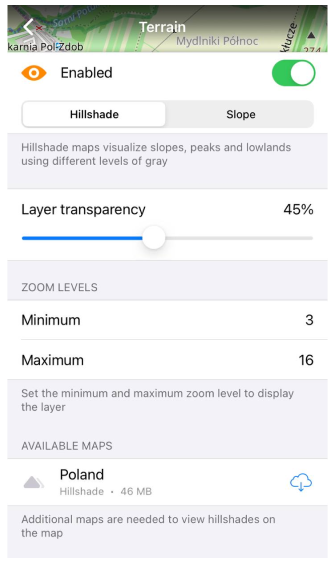 Terrain
karnia Pol-Zdob
Mydlniki Północ
274
Enabled
Hillshade Slope
Hillshade maps visualize slopes, peaks and lowlands
using different levels of gray
Layer transparency 45%
ZOOM LEVELS
Minimum 3
Maximum 16
Set the minimum and maximum zoom level to display
the layer
AVAILABLE MAPS
Poland
Hillshade • 46 MB
Additional maps are needed to view hillshades on
the map